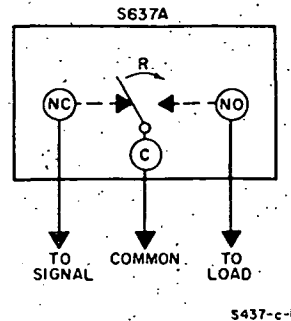 S637A
R
NC
NO
C
TO SIGNAL
COMMON
TO LOAD
S437-c-